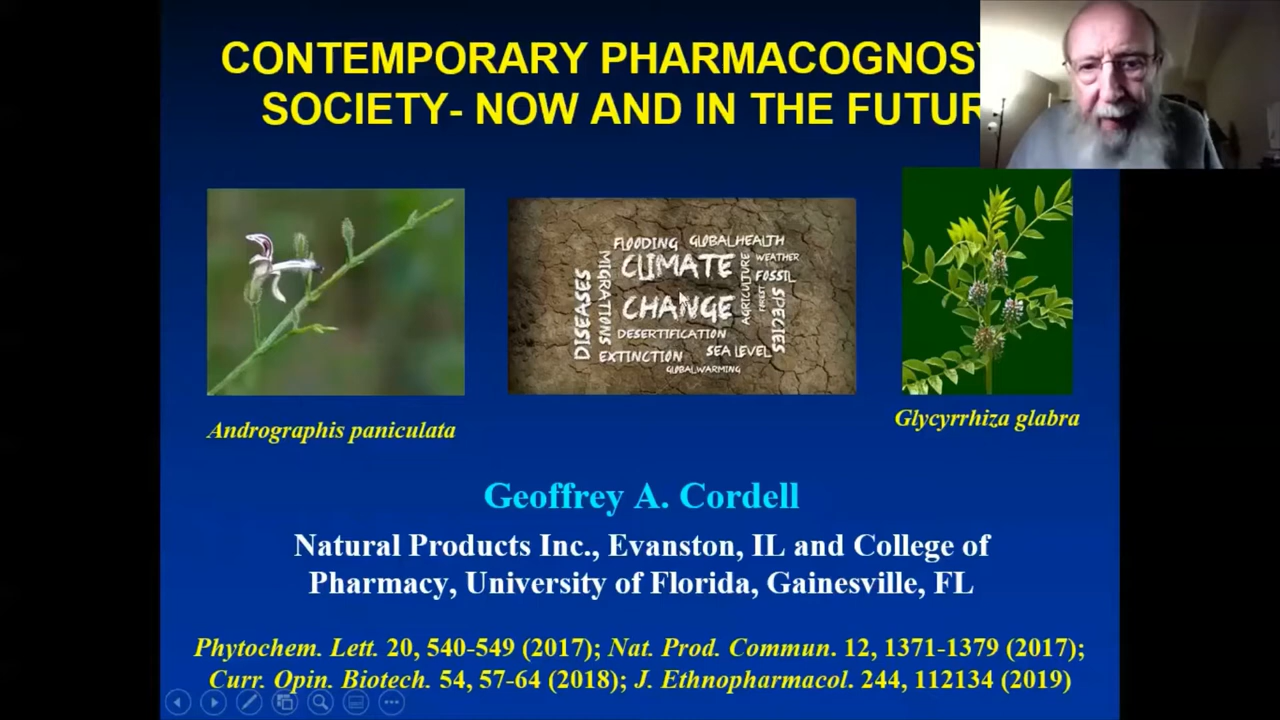 CONTEMPORARY PHARMACOGNOSY
SOCIETY- NOW AND IN THE FUTUR
FLOODING GLOBALHEALTH
CLIMATE
WEATHER
FOSSIL
CHANGE
MIGRATIONS
DISEASES
AGRICULTURE
FOREST
SPECIES
DESERTIFICATION
EXTINCTION SEA LEVEL
GLOBALWARMING
Andrographis paniculata
Glycyrrhiza glabra
Geoffrey A. Cordell
Natural Products Inc., Evanston, IL and College of
Pharmacy, University of Florida, Gainesville, FL
Phytochem. Lett. 20, 540-549 (2017); Nat. Prod. Commun. 12, 1371-1379 (2017);
Curr. Opin. Biotech. 54, 57-64 (2018); J. Ethnopharmacol. 244, 112134 (2019)